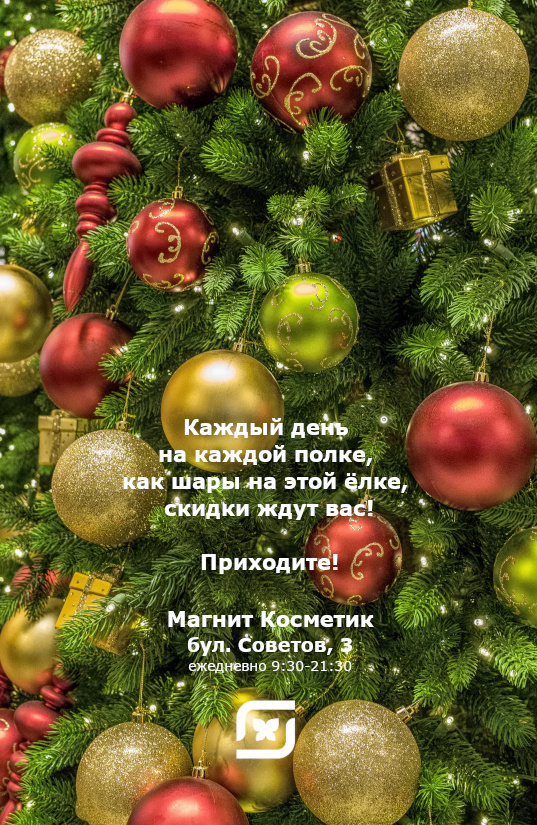 Каждый день
на каждой полке,
как шары на этой ёлке,
скидки ждут вас!
Приходите!
Магнит Косметик
бул. Советов, 3
ежедневно 9:30-21:30